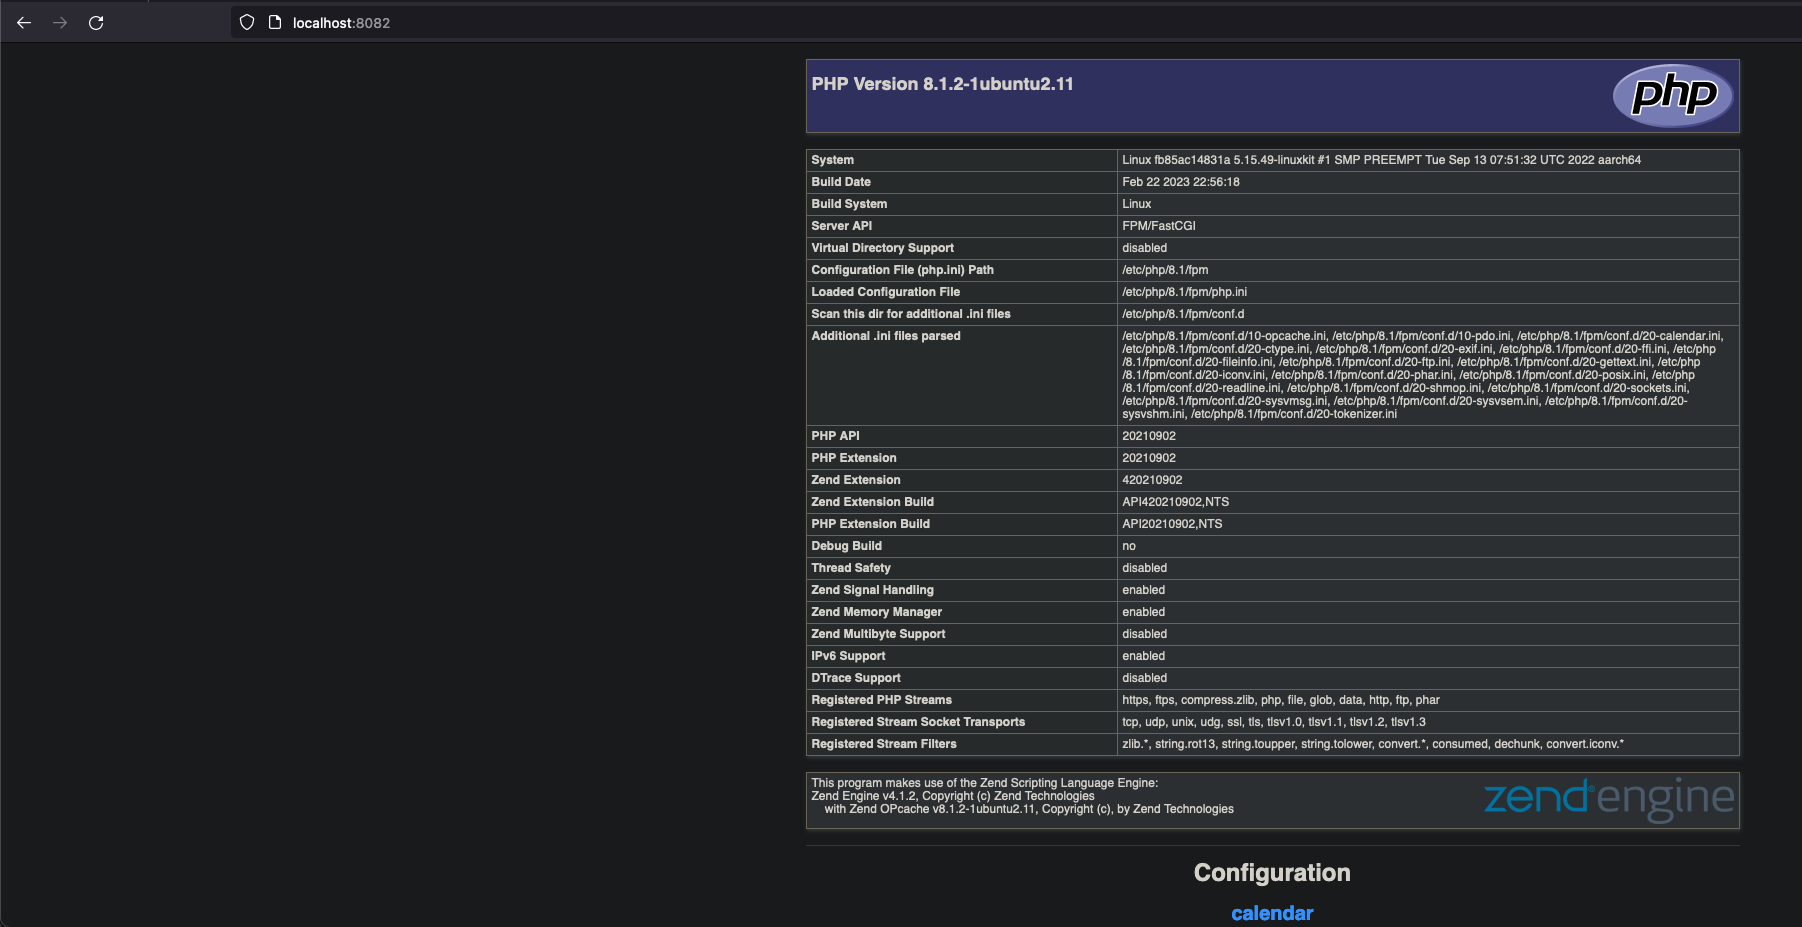 localhost:8082
PHP Version 8.1.2-1ubuntu2.11
php
System Linux fb85ac14831a 5.15.49-linuxkit #1 SMP PREEMPT Tue Sep 13 07:51:32 UTC 2022 aarch64
Build Date Feb 22 2023 22:56:18
Build System Linux
Server API FPM/FastCGI
Virtual Directory Support disabled
Configuration File (php.ini) Path /etc/php/8.1/fpm
Loaded Configuration File /etc/php/8.1/fpm/php.ini
Scan this dir for additional .ini files /etc/php/8.1/fpm/conf.d
Additional .ini files parsed /etc/php/8.1/fpm/conf.d/10-opcache.ini, /etc/php/8.1/fpm/conf.d/10-pdo.ini, /etc/php/8.1/fpm/conf.d/20-calendar.ini,
/etc/php/8.1/fpm/conf.d/20-ctype.ini, /etc/php/8.1/fpm/conf.d/20-exif.ini, /etc/php/8.1/fpm/conf.d/20-ffi.ini, /etc/php
/8.1/fpm/conf.d/20-fileinfo.ini, /etc/php/8.1/fpm/conf.d/20-ftp.ini, /etc/php/8.1/fpm/conf.d/20-gettext.ini, /etc/php
/8.1/fpm/conf.d/20-iconv.ini, /etc/php/8.1/fpm/conf.d/20-phar.ini, /etc/php/8.1/fpm/conf.d/20-posix.ini, /etc/php
/8.1/fpm/conf.d/20-readline.ini, /etc/php/8.1/fpm/conf.d/20-shmop.ini, /etc/php/8.1/fpm/conf.d/20-sockets.ini,
/etc/php/8.1/fpm/conf.d/20-sysvmsg.ini, /etc/php/8.1/fpm/conf.d/20-sysvsem.ini, /etc/php/8.1/fpm/conf.d/20-
sysvshm.ini, /etc/php/8.1/fpm/conf.d/20-tokenizer.ini
PHP API 20210902
PHP Extension 20210902
Zend Extension 420210902
Zend Extension Build API420210902,NTS
PHP Extension Build API20210902,NTS
Debug Build no
Thread Safety disabled
Zend Signal Handling enabled
Zend Memory Manager enabled
Zend Multibyte Support disabled
IPv6 Support enabled
DTrace Support disabled
Registered PHP Streams https, ftps, compress.zlib, php, file, glob, data, http, ftp, phar
Registered Stream Socket Transports tcp, udp, unix, udg, ssl, tls, tlsv1.0, tlsv1.1, tlsv1.2, tlsv1.3
Registered Stream Filters zlib.*, string.rot13, string.toupper, string.tolower, convert.*, consumed, dechunk, convert.iconv.*
This program makes use of the Zend Scripting Language Engine:
Zend Engine v4.1.2, Copyright (c) Zend Technologies
with Zend OPcache v8.1.2-1ubuntu2.11, Copyright (c), by Zend Technologies
zend engine
Configuration
calendar